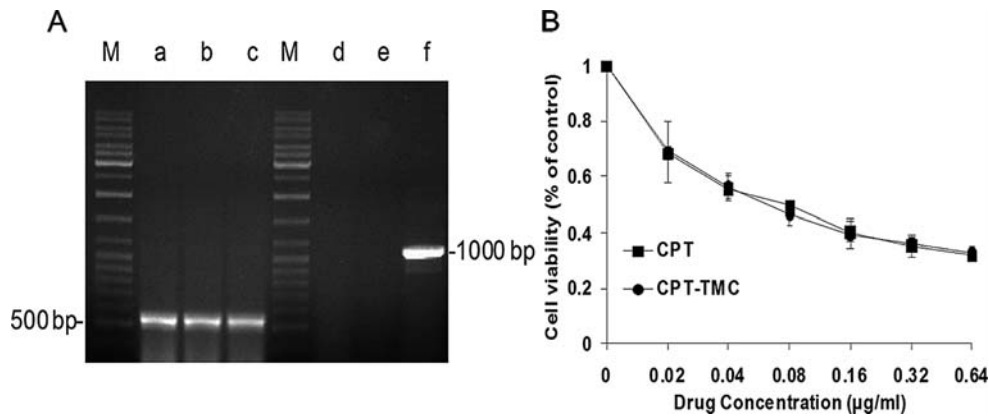 A
M a b c M d e f
-1000 bp
500 bp-
B
Cell viability (% of control)
1
0.8
0.6
0.4
0.2
1
CPT
CPT-TMC
0 0.02 0.04 0.08 0.16 0.32 0.64
Drug Concentration (µg/ml)